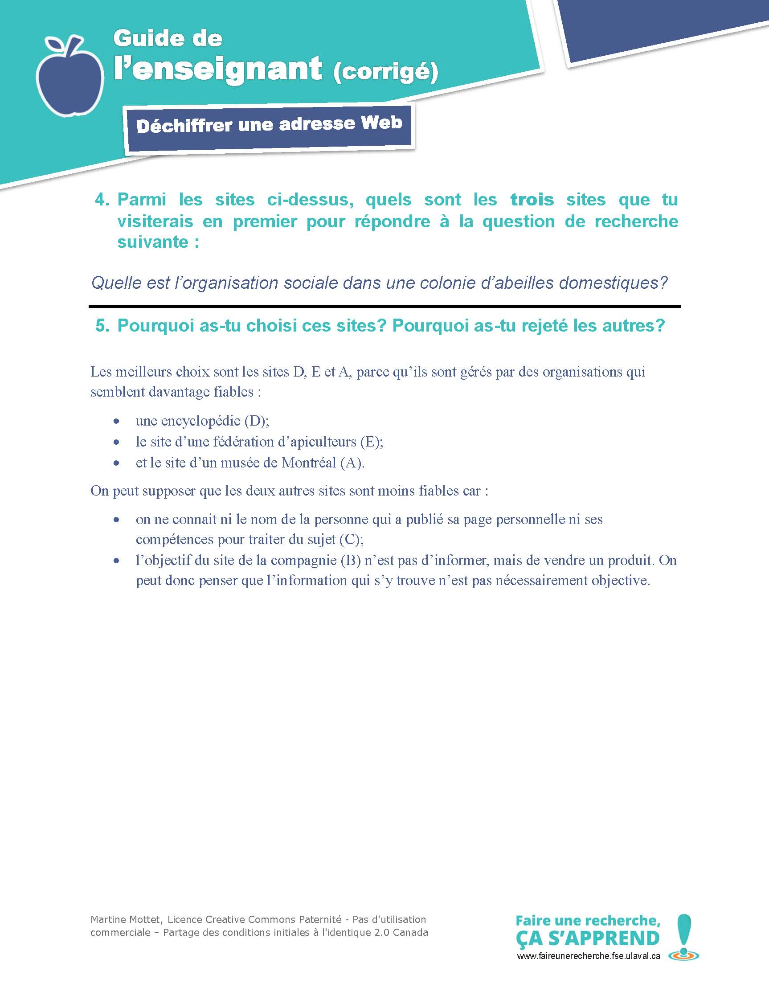 Guide de
l’enseignant (corrigé)
Déchiffrer une adresse Web
4. Parmi les sites ci-dessus, quels sont les trois sites que tu
visiterais en premier pour répondre à la question de recherche
suivante :
Quelle est l’organisation sociale dans une colonie d’abeilles domestiques?
5. Pourquoi as-tu choisi ces sites? Pourquoi as-tu rejeté les autres?
Les meilleurs choix sont les sites D, E et A, parce qu’ils sont gérés par des organisations qui
semblent davantage fiables :
• une encyclopédie (D);
• le site d’une fédération d’apiculteurs (E);
• et le site d’un musée de Montréal (A).
On peut supposer que les deux autres sites sont moins fiables car :
• on ne connait ni le nom de la personne qui a publié sa page personnelle ni ses
compétences pour traiter du sujet (C);
• l’objectif du site de la compagnie (B) n’est pas d’informer, mais de vendre un produit. On
peut donc penser que l’information qui s’y trouve n’est pas nécessairement objective.
Martine Mottet, Licence Creative Commons Paternité - Pas d'utilisation
commerciale – Partage des conditions initiales à l'identique 2.0 Canada
Faire une recherche,
ÇA S’APPREND
www.faireunerecherche.fse.ulaval.ca